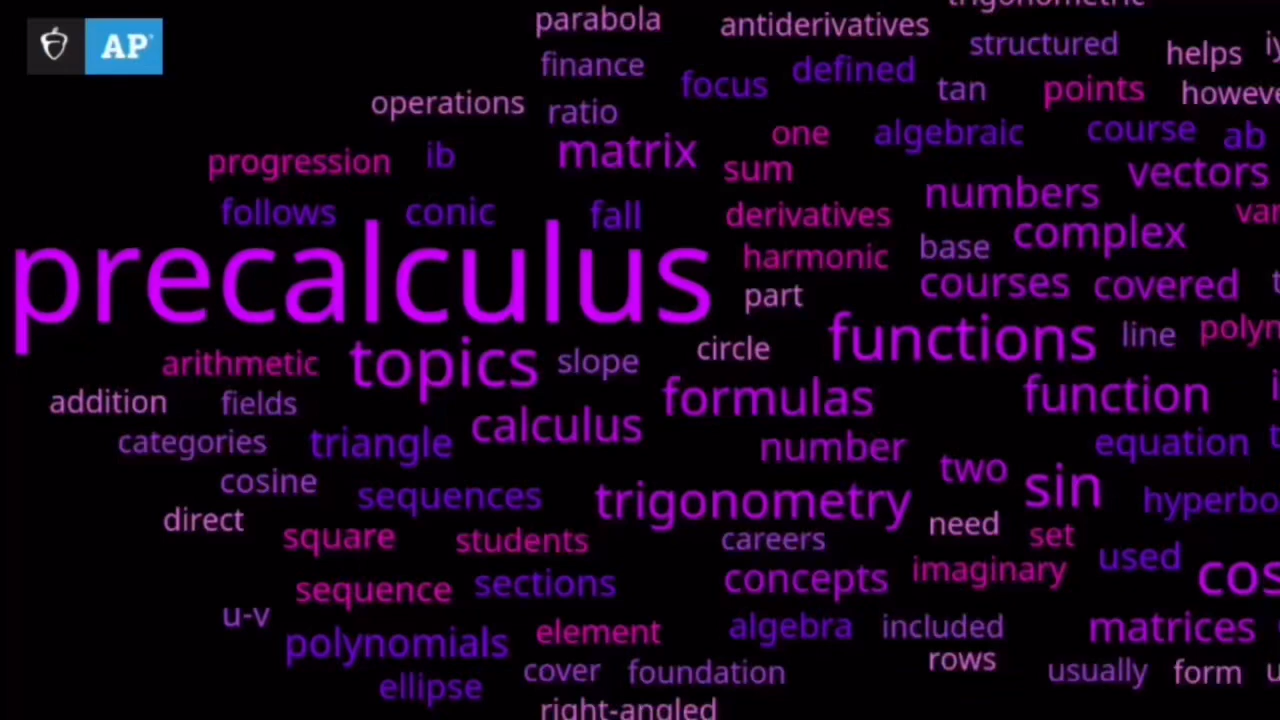 AP
parabola antiderivatives
structured helps
finance focus defined
operations ratio tan points
progression ib matrix one algebraic course ab
sum vectors
follows conic fall derivatives numbers
precalculus harmonic base complex
part courses covered
arithmetic topics slope circle functions line
addition fields formulas function
categories triangle calculus number equation
cosine sequences trigonometry two sin
direct square students careers need set
sequence sections concepts imaginary used
u-v polynomials element algebra included matrices
ellipse cover foundation rows usually form
right-angled